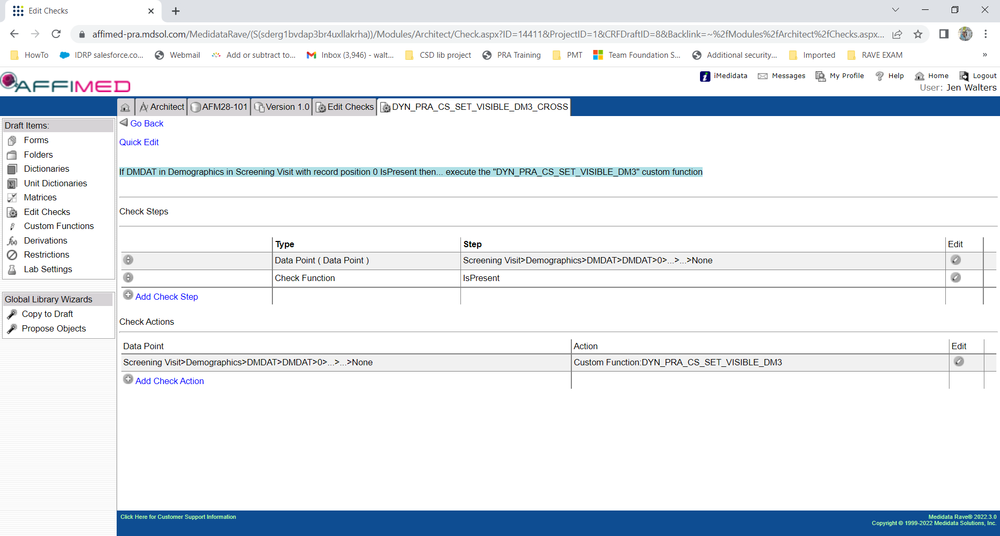 Edit Checks
affimed-pra.mdsol.com/MedidataRave/(S(sderg1bvdap3br4uxllakrha))/Modules/Architect/Check.aspx?ID=14411&ProjectID=1&CRFDraftID=8&Backlink=~%2fModules%2fArchitect%2fChecks.aspx...
HowTo IDRP salesforce.co... Webmail Add or subtract to... Inbox (3,946) - walt... CSD lib project PRA Training PMT Team Foundation S... Additional security... Imported RAVE EXAM »
AFFIMED
iMedidata Messages My Profile Help Home Logout
User: Jen Walters
Architect AFM28-101 Version 1.0 Edit Checks DYN_PRA_CS_SET_VISIBLE_DM3_CROSS
Draft Items:
Forms
Folders
Dictionaries
Unit Dictionaries
Matrices
Edit Checks
Custom Functions
Derivations
Restrictions
Lab Settings
Global Library Wizards
Copy to Draft
Propose Objects
Go Back
Quick Edit
If DMDAT in Demographics in Screening Visit with record position 0 IsPresent then... execute the "DYN_PRA_CS_SET_VISIBLE_DM3" custom function
Check Steps
Type Step Edit
Data Point ( Data Point ) Screening Visit>Demographics>DMDAT>DMDAT>0>...>...>None
Check Function IsPresent
Add Check Step
Check Actions
Data Point Action Edit
Screening Visit>Demographics>DMDAT>DMDAT>0>...>...>None Custom Function:DYN_PRA_CS_SET_VISIBLE_DM3
Add Check Action
Click Here for Customer Support Information
Medidata Rave® 2022.3.0
Copyright © 1999-2022 Medidata Solutions, Inc.